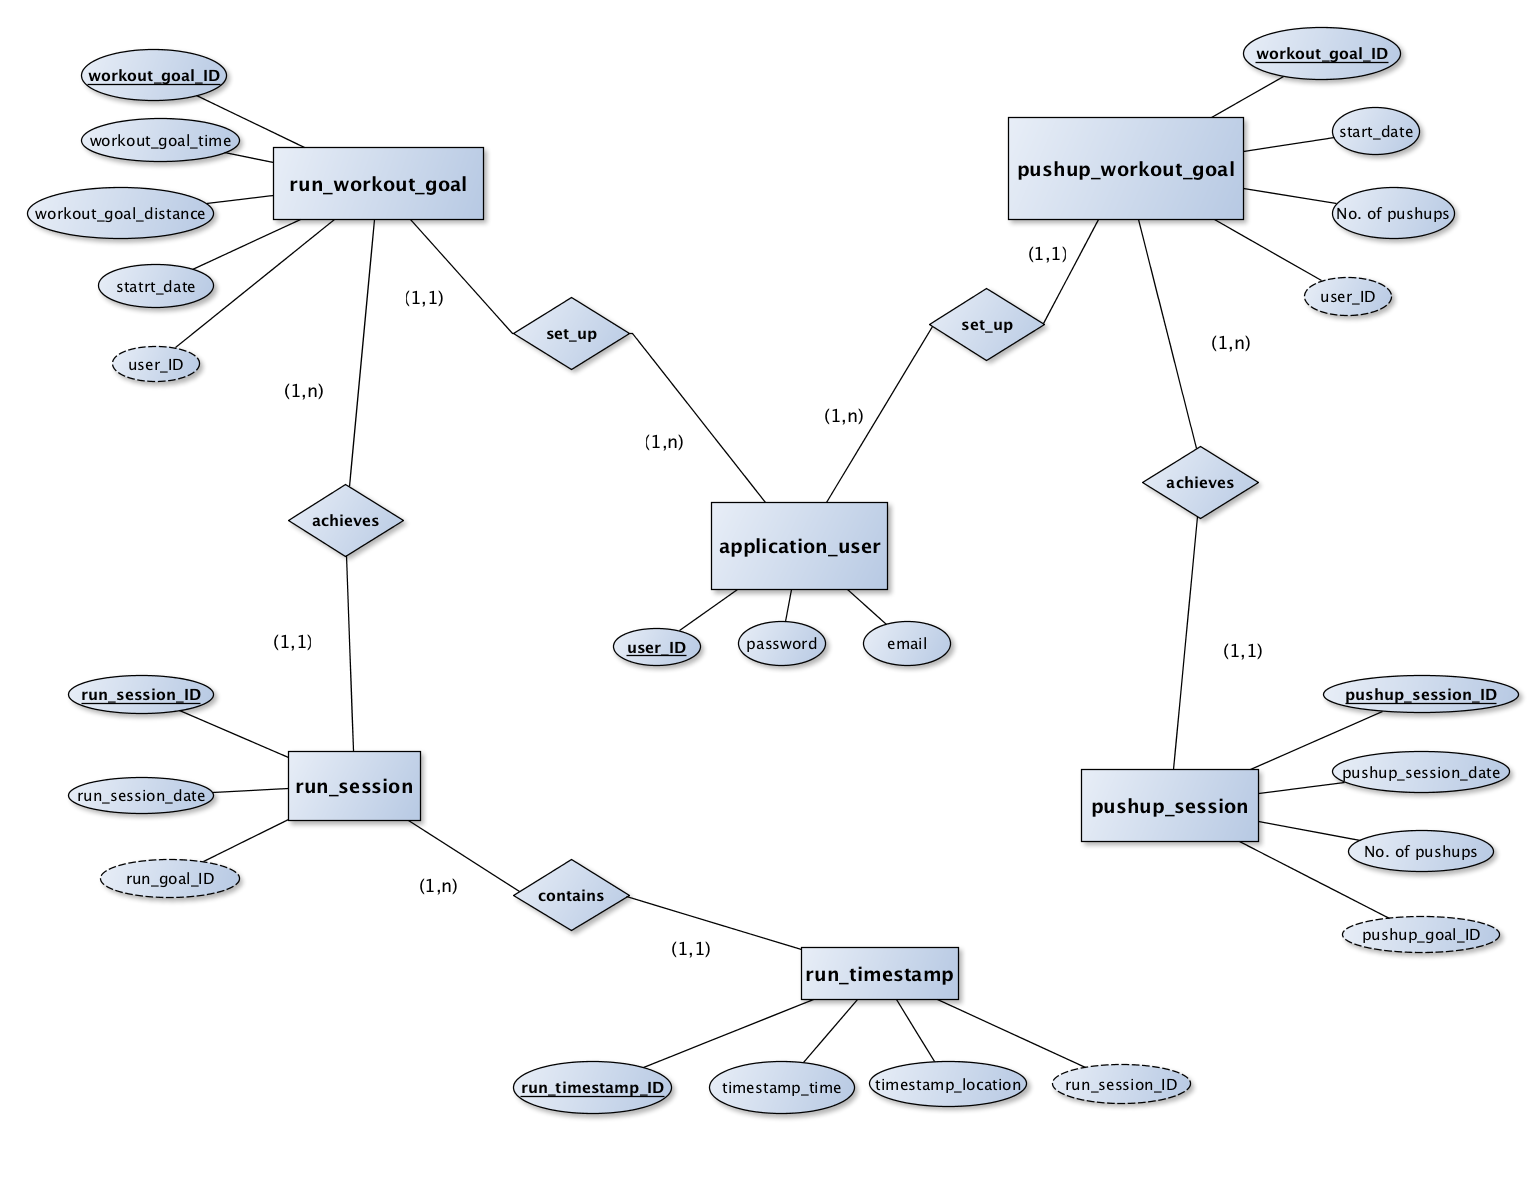 workout_goal_ID
workout_goal_ID
start_date
workout_goal_time
pushup_workout_goal
run_workout_goal
workout_goal_distance
No. of pushups
(1,1)
statrt_date
(1,1)
user_ID
set_up
set_up
(1,n)
user_ID
(1,n)
(1,n)
(1,n)
achieves
achieves
application_user
(1,1)
user_ID
password
email
(1,1)
run_session_ID
pushup_session_ID
pushup_session_date
run_session
run_session_date
pushup_session
No. of pushups
run_goal_ID
(1,n)
contains
pushup_goal_ID
(1,1)
run_timestamp
run_timestamp_ID
timestamp_time
timestamp_location
run_session_ID